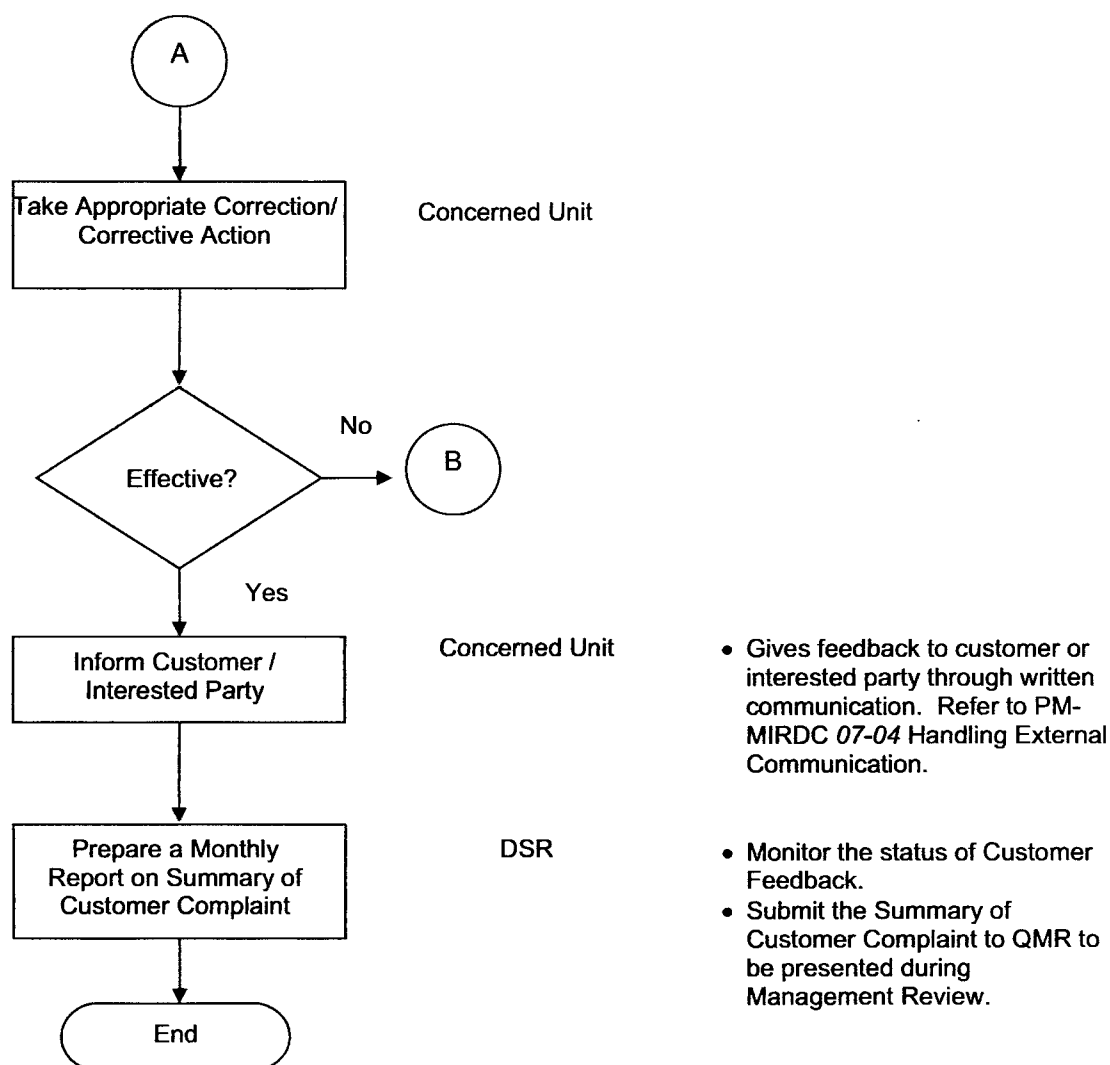 A
Take Appropriate Correction/
Corrective Action
Concerned Unit
No
B
Effective?
Yes
Inform Customer /
Interested Party
Concerned Unit
• Gives feedback to customer or
interested party through written
communication. Refer to PM-
MIRDC 07-04 Handling External
Communication.
Prepare a Monthly
Report on Summary of
Customer Complaint
DSR
• Monitor the status of Customer
Feedback.
• Submit the Summary of
Customer Complaint to QMR to
be presented during
Management Review.
End